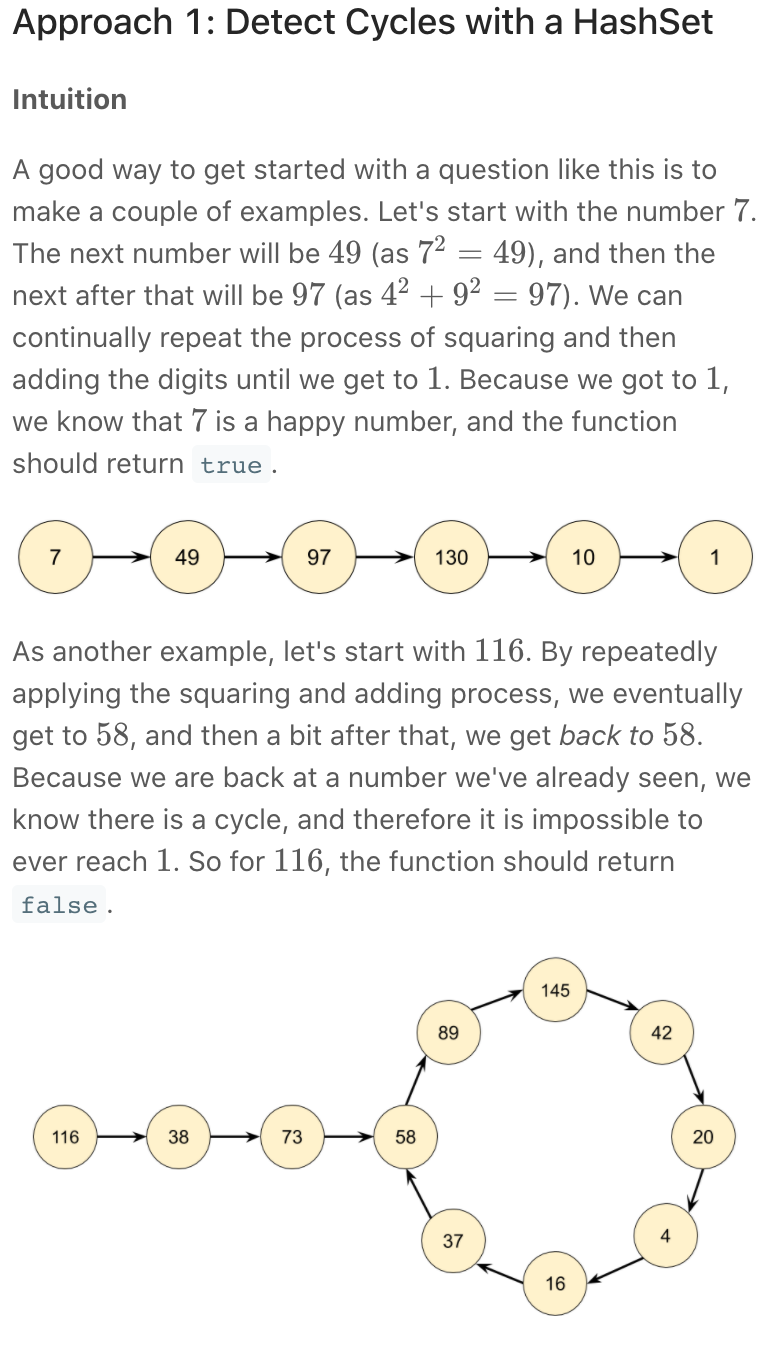 Approach 1: Detect Cycles with a HashSet
Intuition
A good way to get started with a question like this is to
make a couple of examples. Let's start with the number 7.
The next number will be 49 (as 7² = 49), and then the
next after that will be 97 (as 4² + 9² = 97). We can
continually repeat the process of squaring and then
adding the digits until we get to 1. Because we got to 1,
we know that 7 is a happy number, and the function
should return true .
7 49 97 130 10 1
As another example, let's start with 116. By repeatedly
applying the squaring and adding process, we eventually
get to 58, and then a bit after that, we get back to 58.
Because we are back at a number we've already seen, we
know there is a cycle, and therefore it is impossible to
ever reach 1. So for 116, the function should return
false .
145
89 42
116 38 73 58 20
37 4
16